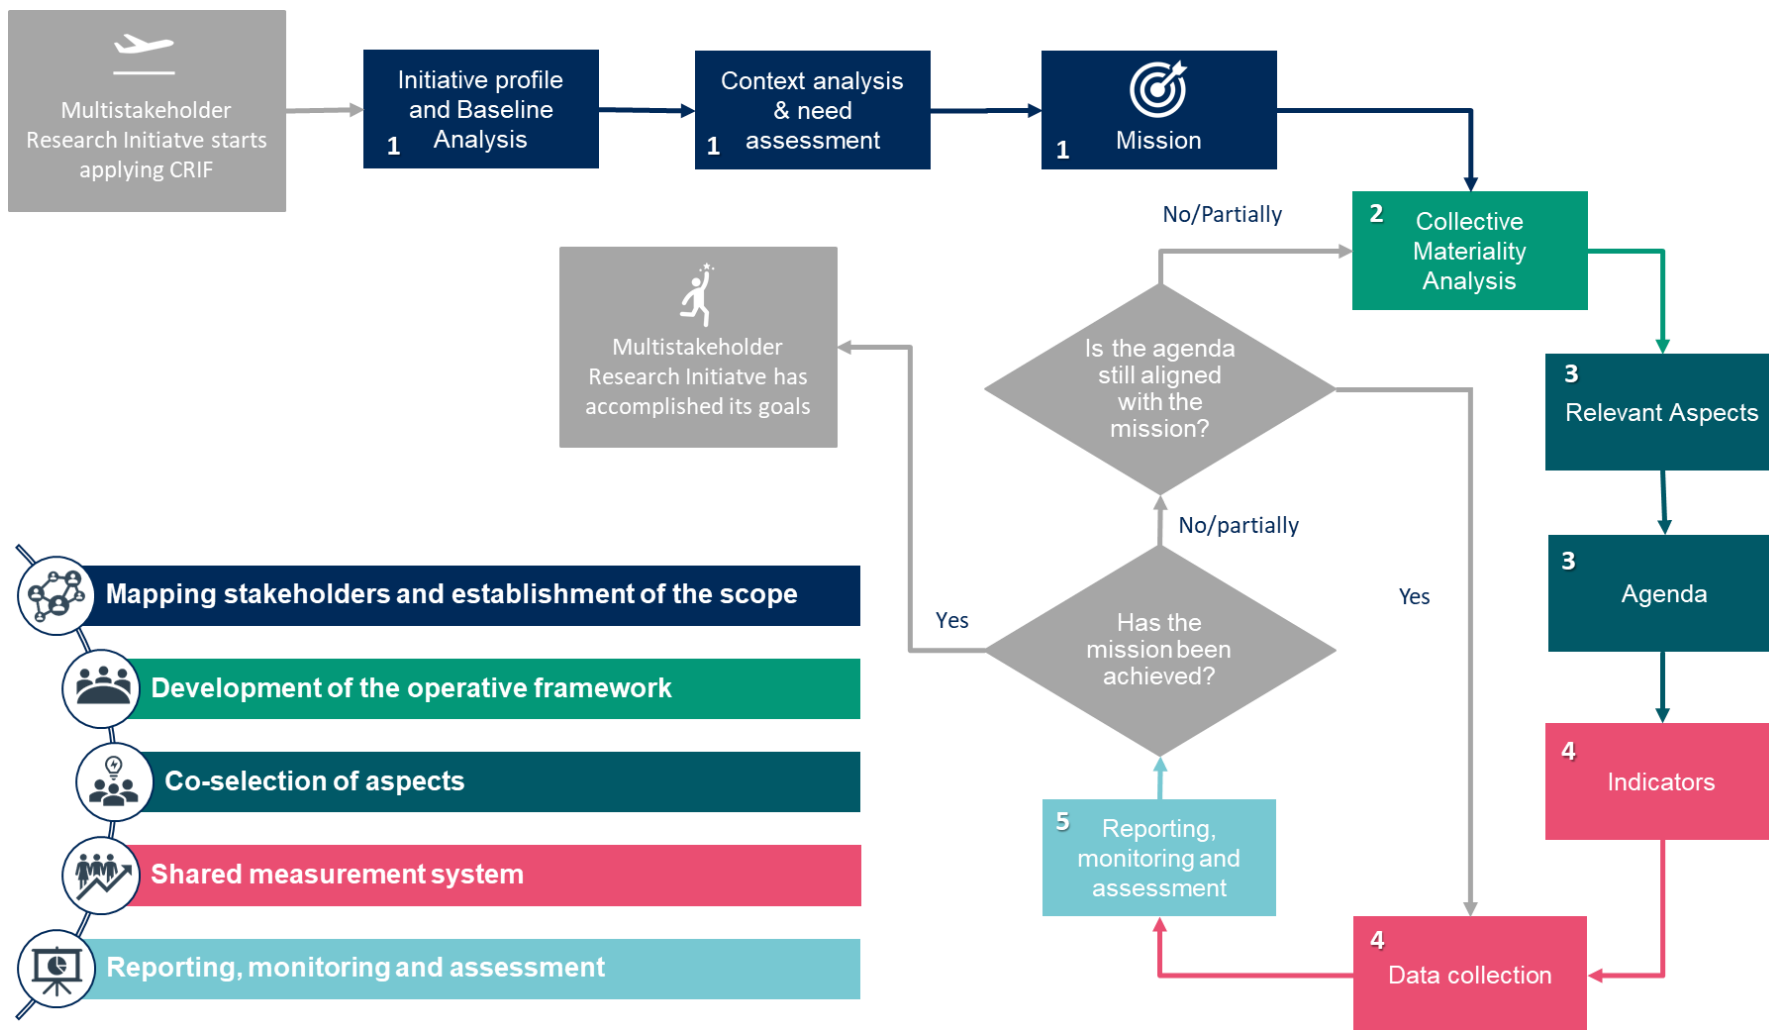 Multistakeholder
Research Initiatve starts
applying CRIF
Initiative profile
and Baseline
Analysis
1
Context analysis
& need
assessment
1
Mission
1
No/Partially
2
Collective
Materiality
Analysis
Multistakeholder
Research Initiatve has
accomplished its goals
Is the agenda
still aligned
with the
mission?
3
Relevant Aspects
No/partially
3
Agenda
Yes
Yes
Has the
mission been
achieved?
4
Indicators
5
Reporting,
monitoring and
assessment
4
Data collection
Mapping stakeholders and establishment of the scope
Development of the operative framework
Co-selection of aspects
Shared measurement system
Reporting, monitoring and assessment